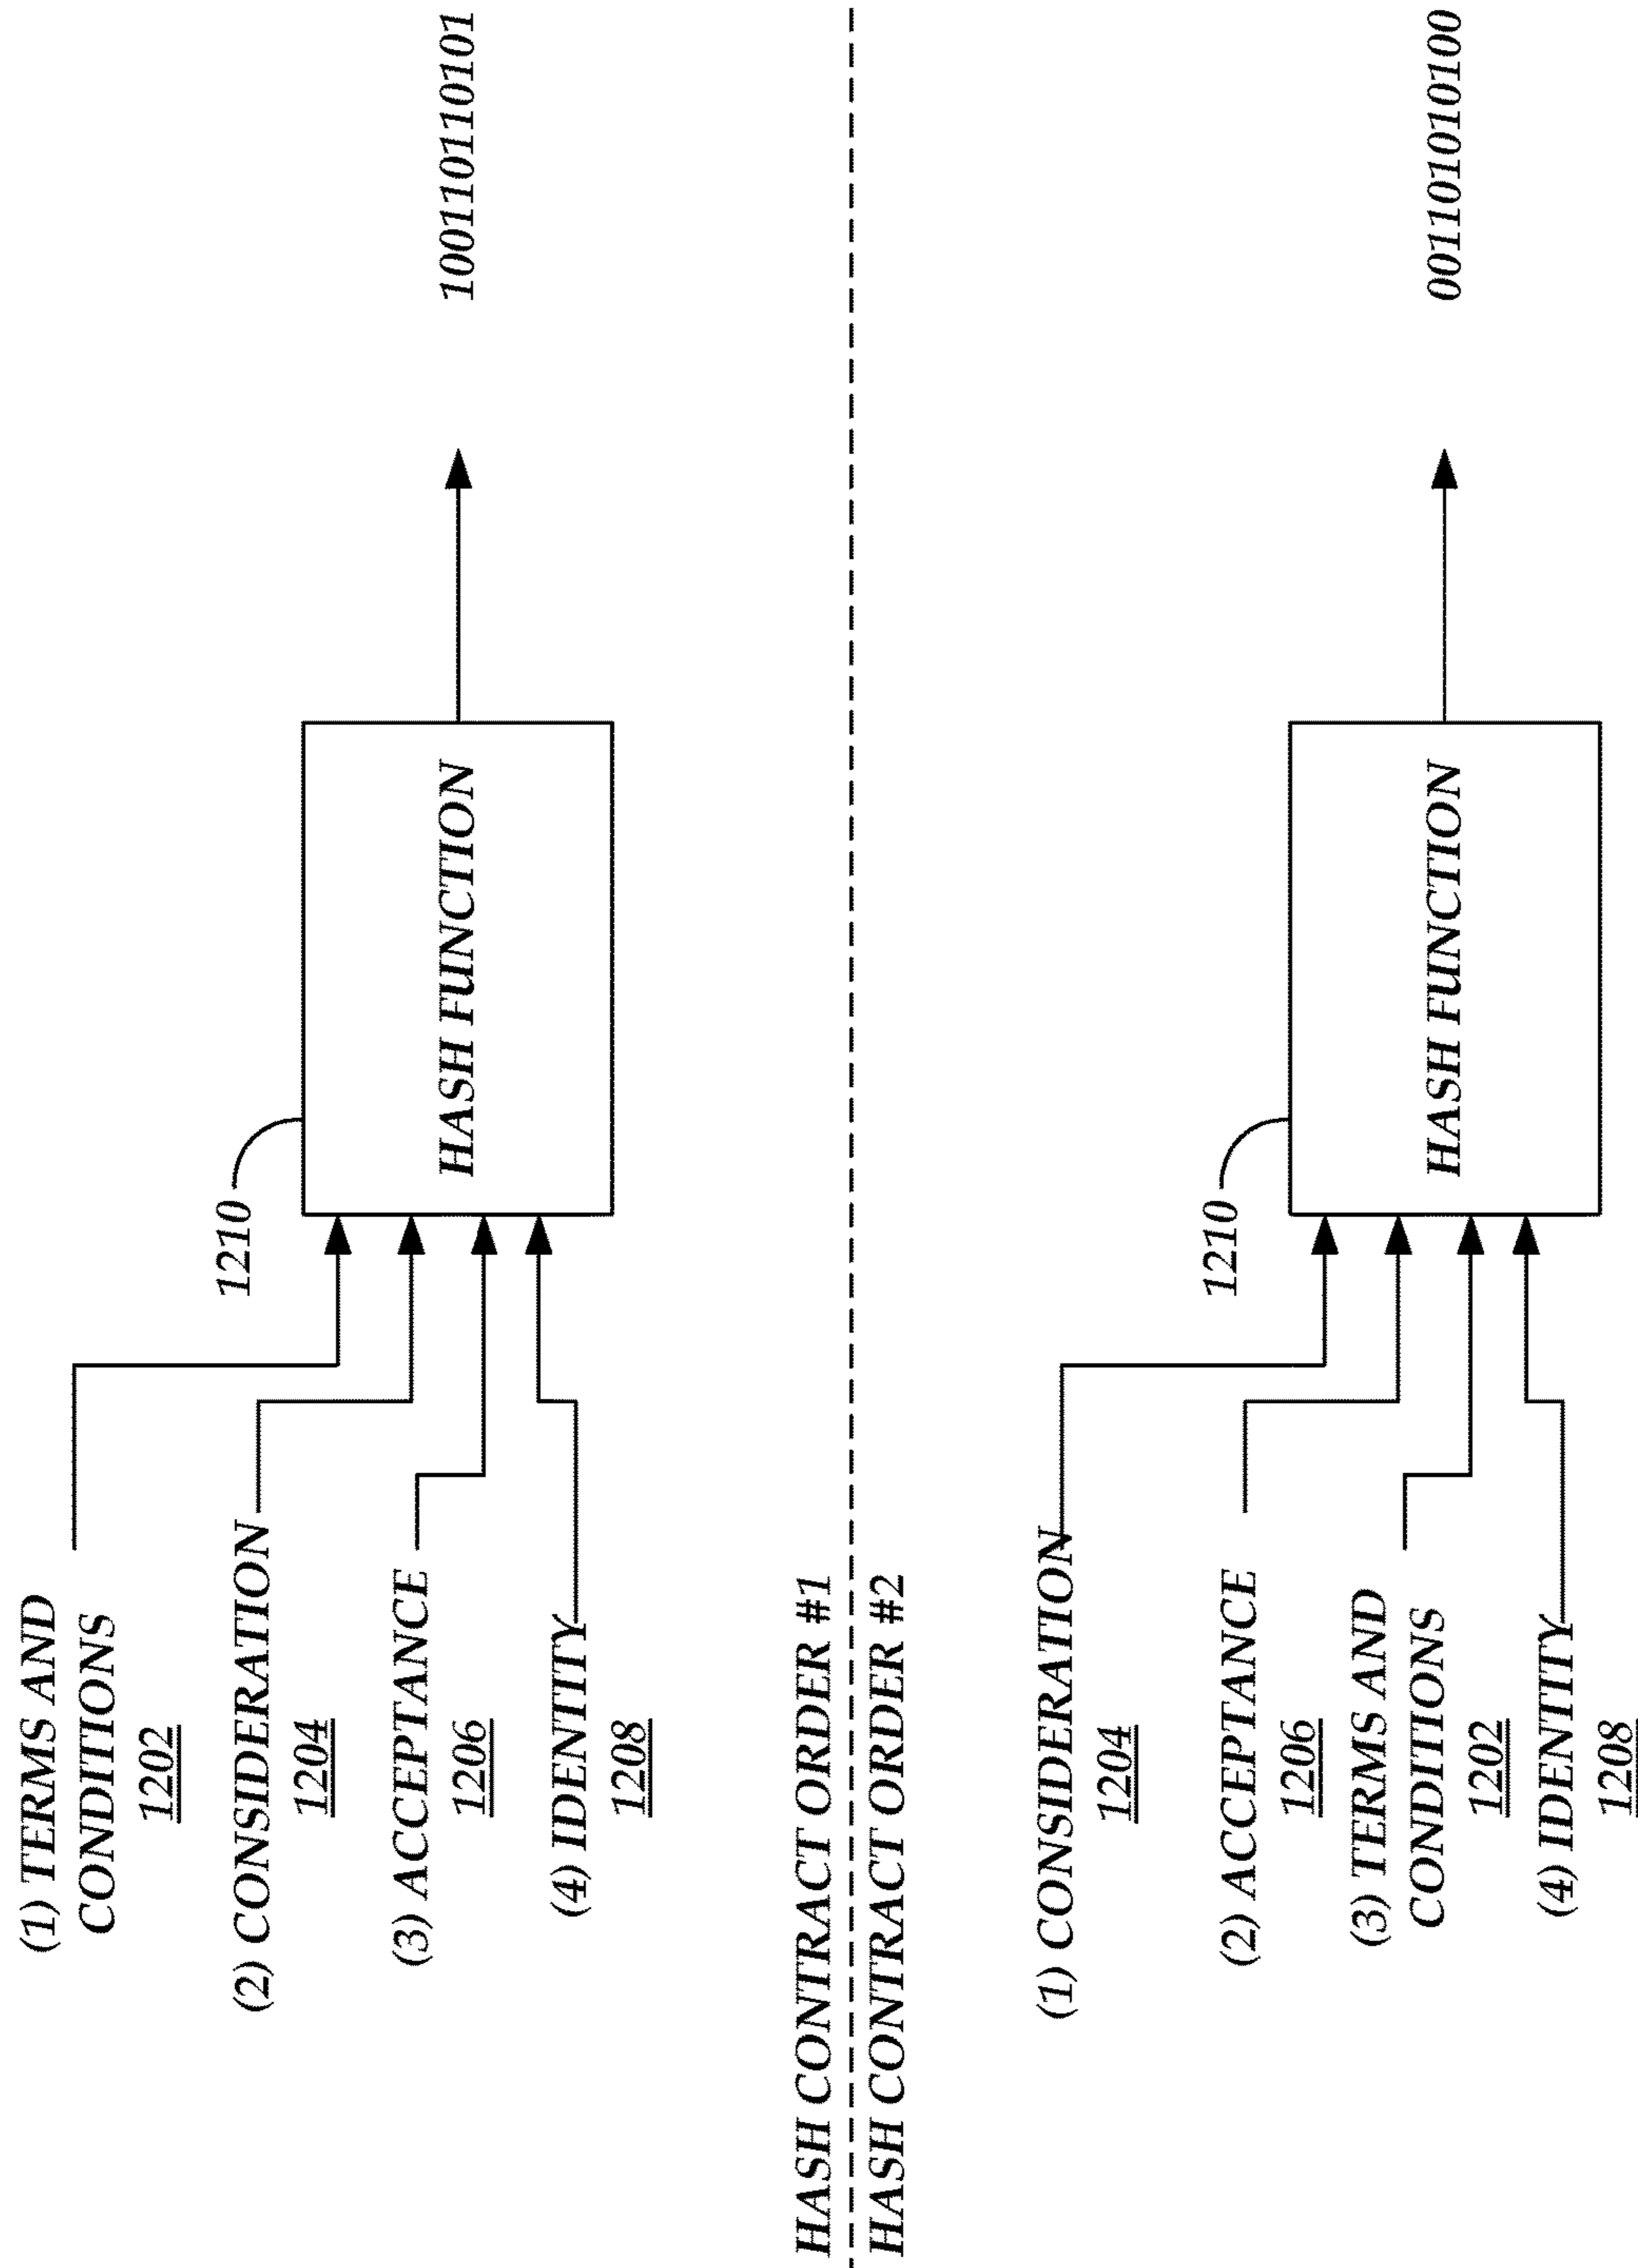 (1) TERMS AND
CONDITIONS
1202
(2) CONSIDERATION
1204
(3) ACCEPTANCE
1206
(4) IDENTITY
1208
1210
HASH FUNCTION
100110110101
HASH CONTRACT ORDER #1
HASH CONTRACT ORDER #2
(1) CONSIDERATION
1204
(2) ACCEPTANCE
1206
(3) TERMS AND
CONDITIONS
1202
(4) IDENTITY
1208
1210
HASH FUNCTION
001101010100